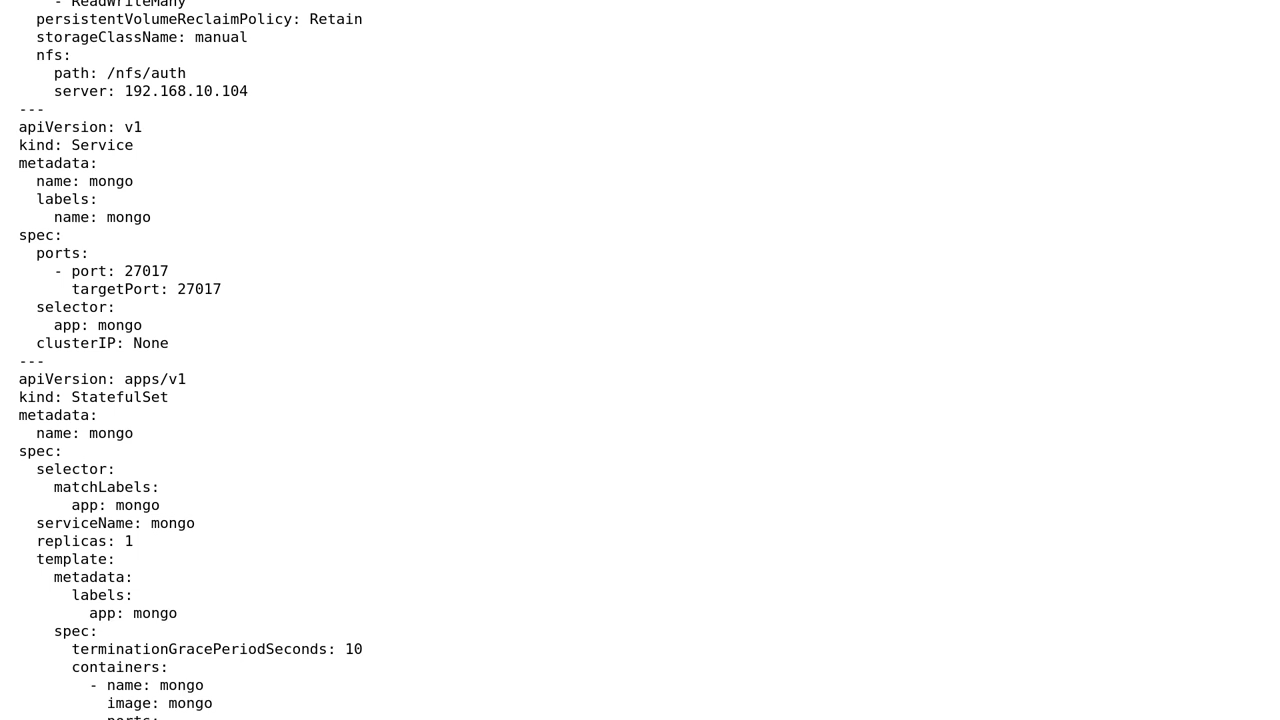 - ReadWriteMany
  persistentVolumeReclaimPolicy: Retain
  storageClassName: manual
  nfs:
    path: /nfs/auth
    server: 192.168.10.104
---
apiVersion: v1
kind: Service
metadata:
  name: mongo
  labels:
    name: mongo
spec:
  ports:
    - port: 27017
      targetPort: 27017
  selector:
    app: mongo
  clusterIP: None
---
apiVersion: apps/v1
kind: StatefulSet
metadata:
  name: mongo
spec:
  selector:
    matchLabels:
      app: mongo
  serviceName: mongo
  replicas: 1
  template:
    metadata:
      labels:
        app: mongo
    spec:
      terminationGracePeriodSeconds: 10
      containers:
        - name: mongo
          image: mongo
          ports: